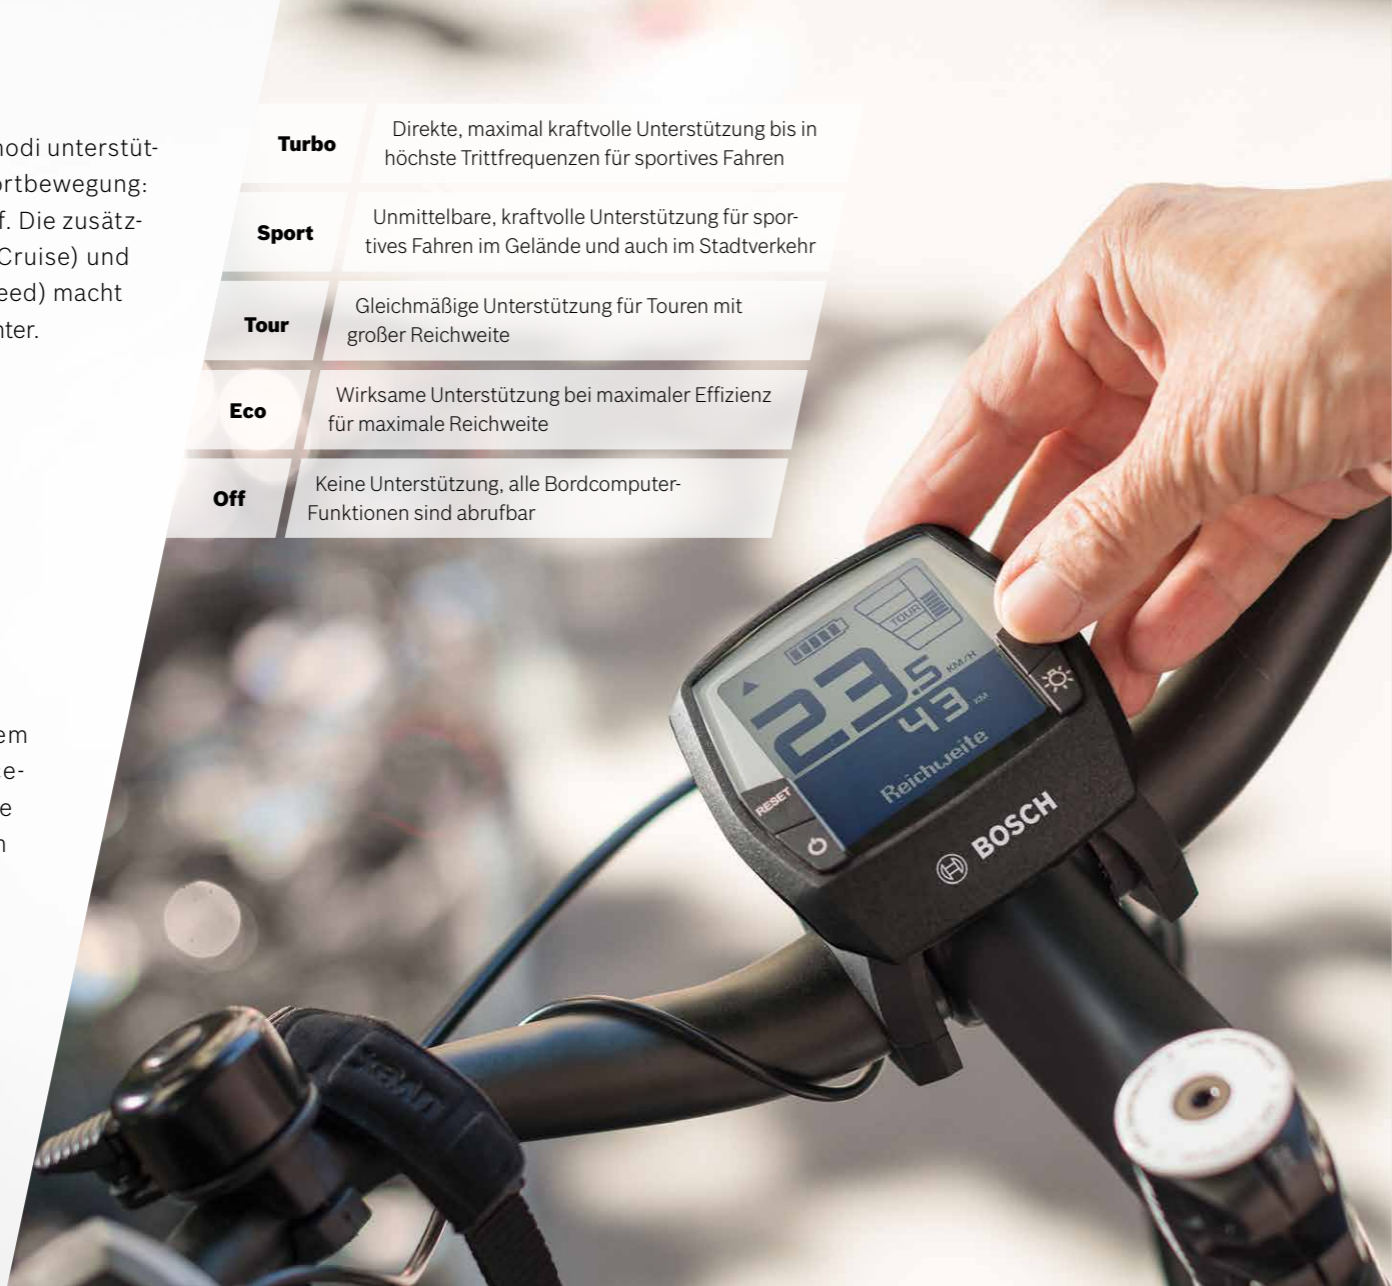 modi unterstüt-
ortbewegung:
f. Die zusätz-
Cruise) und
eed) macht
nter.
em
e-
e
n
Turbo
Direkte, maximal kraftvolle Unterstützung bis in
höchste Trittfrequenzen für sportives Fahren
Sport
Unmittelbare, kraftvolle Unterstützung für spor-
tives Fahren im Gelände und auch im Stadtverkehr
Tour
Gleichmäßige Unterstützung für Touren mit
großer Reichweite
Eco
Wirksame Unterstützung bei maximaler Effizienz
für maximale Reichweite
Off
Keine Unterstützung, alle Bordcomputer-
Funktionen sind abrufbar
TOUR
23.5 KM/H
43 KM
Reichweite
RESET
BOSCH